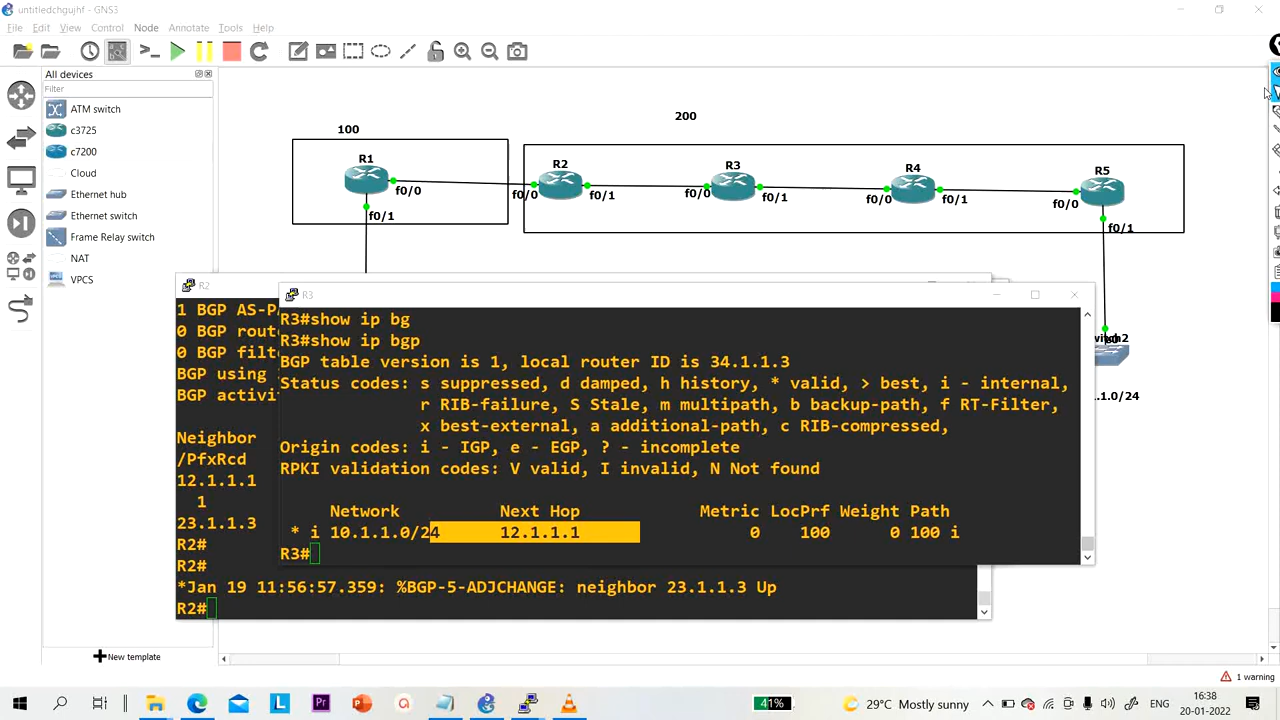 untitledchgujhf - GNS3
File Edit View Control Node Annotate Tools Help
All devices
Filter
ATM switch
c3725
c7200
Cloud
Ethernet hub
Ethernet switch
Frame Relay switch
NAT
VPCS
New template
100
200
R1
R2
R3
R4
R5
f0/0
f0/0
f0/1
f0/0
f0/1
f0/0
f0/1
f0/0
f0/1
f0/1
witch2
.1.0/24
R2
1 BGP AS-PA
0 BGP rout
0 BGP filt
BGP using
BGP activi
Neighbor
/PfxRcd
12.1.1.1
1
23.1.1.3
R2#
R2#
*Jan 19 11:56:57.359: %BGP-5-ADJCHANGE: neighbor 23.1.1.3 Up
R2#
R3
R3#show ip bg
R3#show ip bgp
BGP table version is 1, local router ID is 34.1.1.3
Status codes: s suppressed, d damped, h history, * valid, > best, i - internal,
r RIB-failure, S Stale, m multipath, b backup-path, f RT-Filter,
x best-external, a additional-path, c RIB-compressed,
Origin codes: i - IGP, e - EGP, ? - incomplete
RPKI validation codes: V valid, I invalid, N Not found
Network Next Hop Metric LocPrf Weight Path
* i 10.1.1.0/24 12.1.1.1 0 100 0 100 i
R3#
1 warning
41%
29°C Mostly sunny
ENG
16:38
20-01-2022